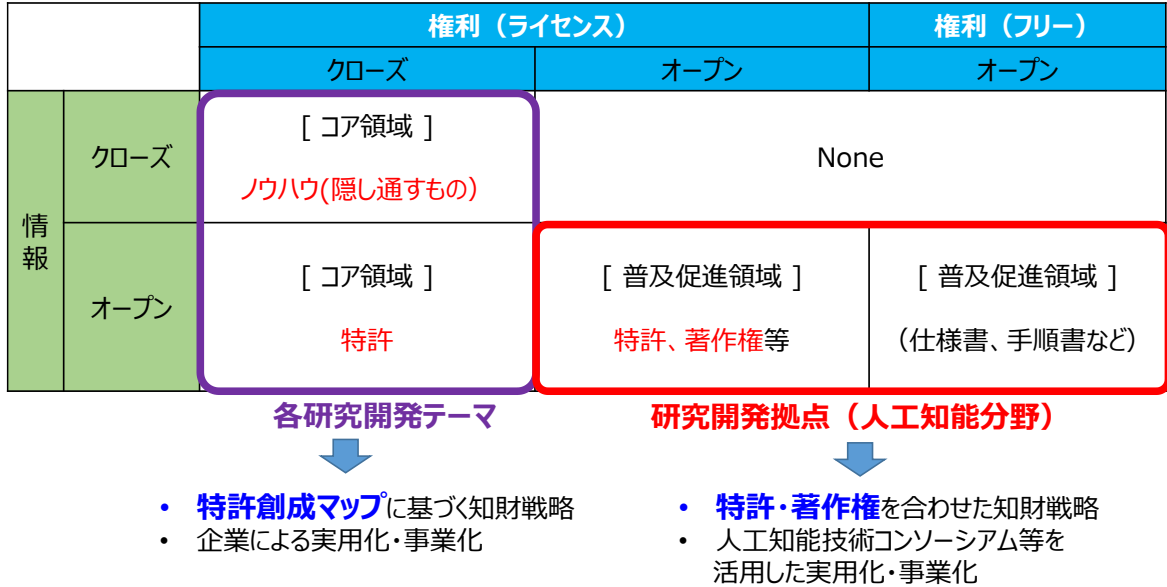 権利（ライセンス）
権利（フリー）
クローズ
オープン
オープン
情報
クローズ
[ コア領域 ]
ノウハウ(隠し通すもの）
None
オープン
[ コア領域 ]
特許
[ 普及促進領域 ]
特許、著作権等
[ 普及促進領域 ]
（仕様書、手順書など）
各研究開発テーマ
研究開発拠点（人工知能分野）
• 特許創成マップに基づく知財戦略
• 企業による実用化・事業化
• 特許・著作権を合わせた知財戦略
• 人工知能技術コンソーシアム等を
活用した実用化・事業化